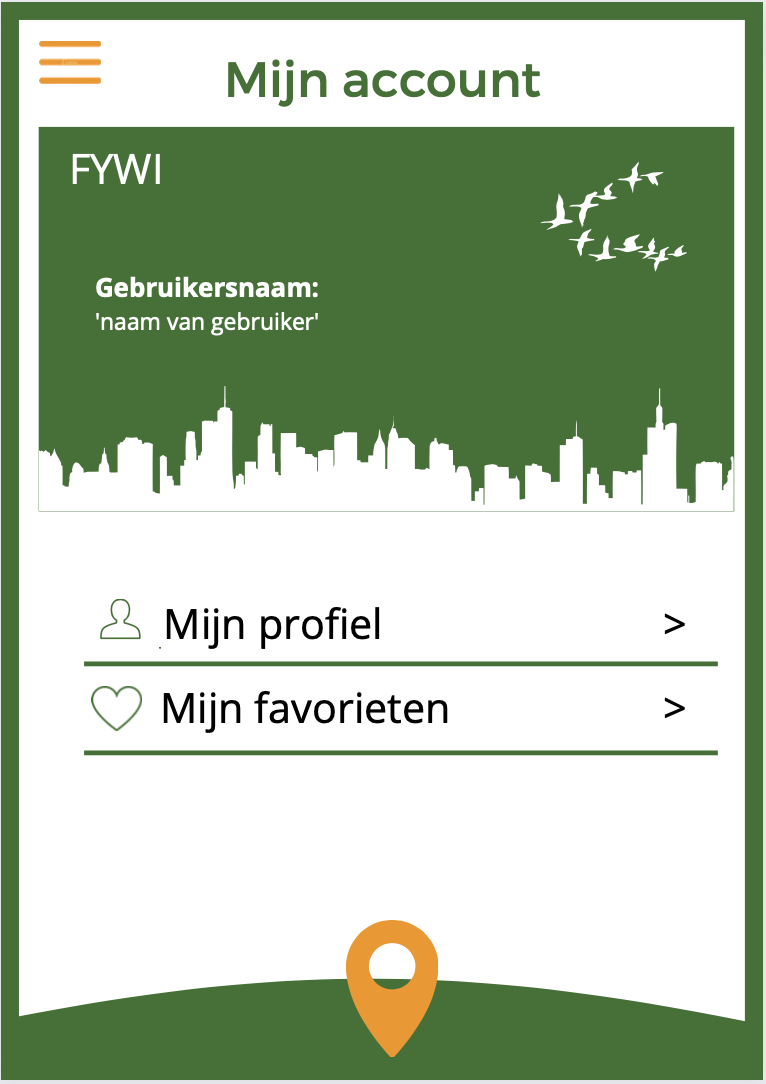 Mijn account
FYWI
Gebruikersnaam:
'naam van gebruiker'
Mijn profiel >
Mijn favorieten >